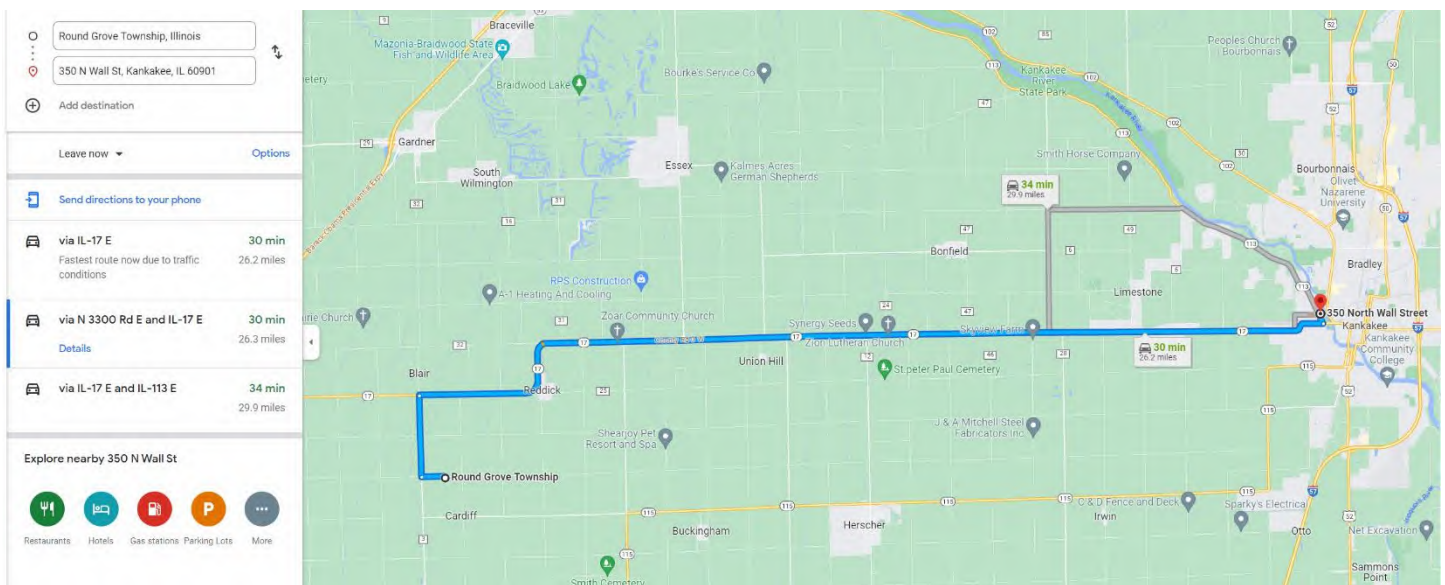 Round Grove Township, Illinois
350 N Wall St, Kankakee, IL 60901
Add destination
Leave now
Options
Send directions to your phone
via IL-17 E
30 min
Fastest route now due to traffic
26.2 miles
conditions
via N 3300 Rd E and IL-17 E
30 min
26.3 miles
Details
via IL-17 E and IL-113 E
34 min
29.9 miles
Explore nearby 350 N Wall St
P
Restaurants
Hotels
Gas stations
Parking Lots
More
Braceville
Mazonia-Braidwood State
Fish and Wildlife Area
Braidwood Lake
Bourke's Service Co
Peoples Church
Bourbonnais
Kankakee
River
State Park
Gardner
South
Wilmington
Essex
Kalmes Acres
German Shepherds
Smith Horse Company
34 min
29.9 miles
Bourbonnais
Olivet
Nazarene
University
Bonfield
Bradley
RPS Construction
A-1 Heating And Cooling
Limestone
Zoar Community Church
Synergy Seeds
Zion Lutheran Church
Skyview Farm
350 North Wall Street
Kankakee
Kankakee
Community
College
30 min
26.2 miles
Union Hill
St peter Paul Cemetery
Blair
Reddick
Shearjoy Pet
Resort and Spa
J & A Mitchell Steel
Fabricators Inc
Round Grove Township
Cardiff
Buckingham
Herscher
C & D Fence and Deck
Irwin
Sparky's Electrical
Otto
Net Excavation
Smith Cemetery
Sammons
Point